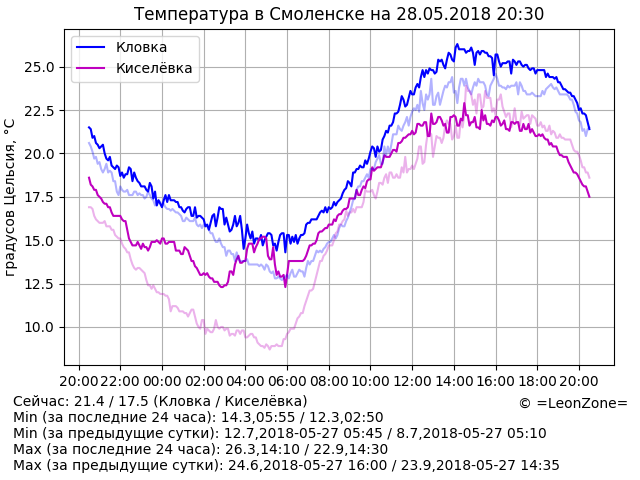 Температура в Смоленске на 28.05.2018 20:30
Кловка
Киселёвка
градусов Цельсия, °C
25.0
22.5
20.0
17.5
15.0
12.5
10.0
20:00 22:00 00:00 02:00 04:00 06:00 08:00 10:00 12:00 14:00 16:00 18:00 20:00
Сейчас: 21.4 / 17.5 (Кловка / Киселёвка)
© =LeonZone=
Min (за последние 24 часа): 14.3,05:55 / 12.3,02:50
Min (за предыдущие сутки): 12.7,2018-05-27 05:45 / 8.7,2018-05-27 05:10
Max (за последние 24 часа): 26.3,14:10 / 22.9,14:30
Max (за предыдущие сутки): 24.6,2018-05-27 16:00 / 23.9,2018-05-27 14:35